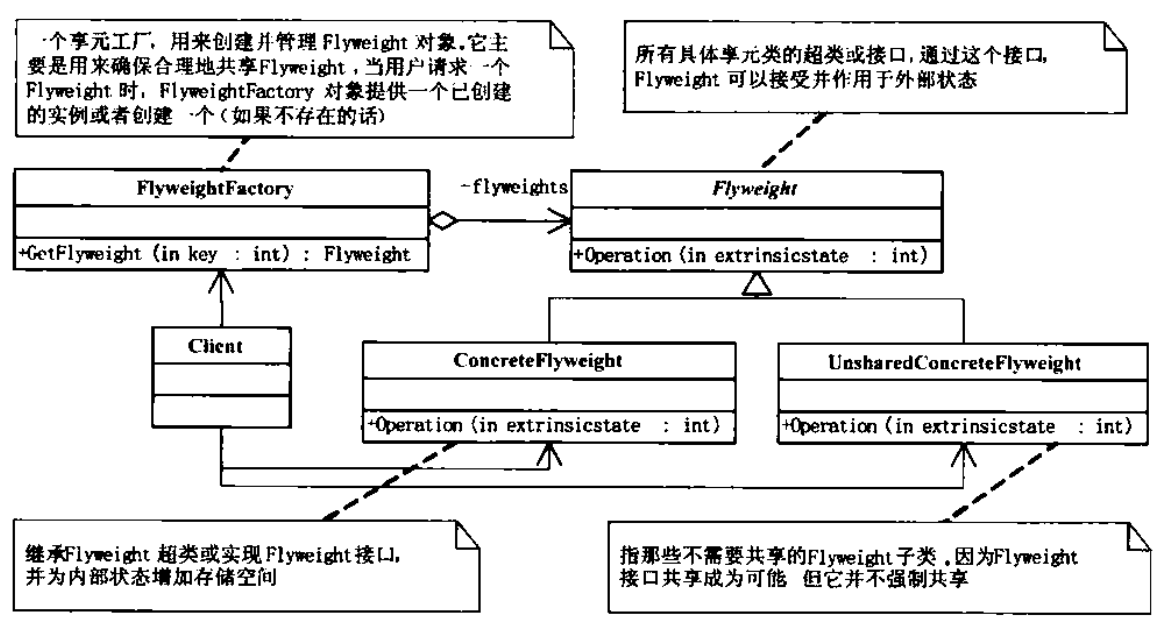 一个享元工厂，用来创建并管理Flyweight 对象。它主
要是用来确保合理地共享Flyweight，当用户请求一个
Flyweight 时，FlyweightFactory 对象提供一个已创建
的实例或者创建一个(如果不存在的话)
所有具体享元类的超类或接口，通过这个接口，
Flyweight 可以接受并作用于外部状态
FlyweightFactory
-flyweights
Flyweight
+GetFlyweight (in key : int) : Flyweight
+Operation (in extrinsicstate : int)
Client
ConcreteFlyweight
UnsharedConcreteFlyweight
+Operation (in extrinsicstate : int)
+Operation (in extrinsicstate : int)
继承Flyweight 超类或实现Flyweight接口，
并为内部状态增加存储空间
指那些不需要共享的Flyweight子类。因为Flyweight
接口共享成为可能 但它并不强制共享